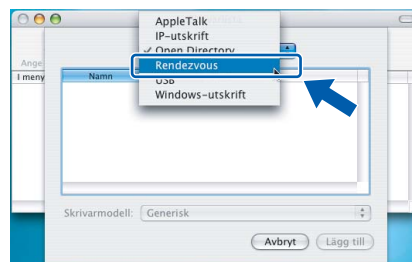 AppleTalk
IP-utskrift
✓ Open Directory
Rendezvous
USB
Windows-utskrift
Ange
I meny
Namn
Skrivarmodell: Generisk
Avbryt
Lägg till